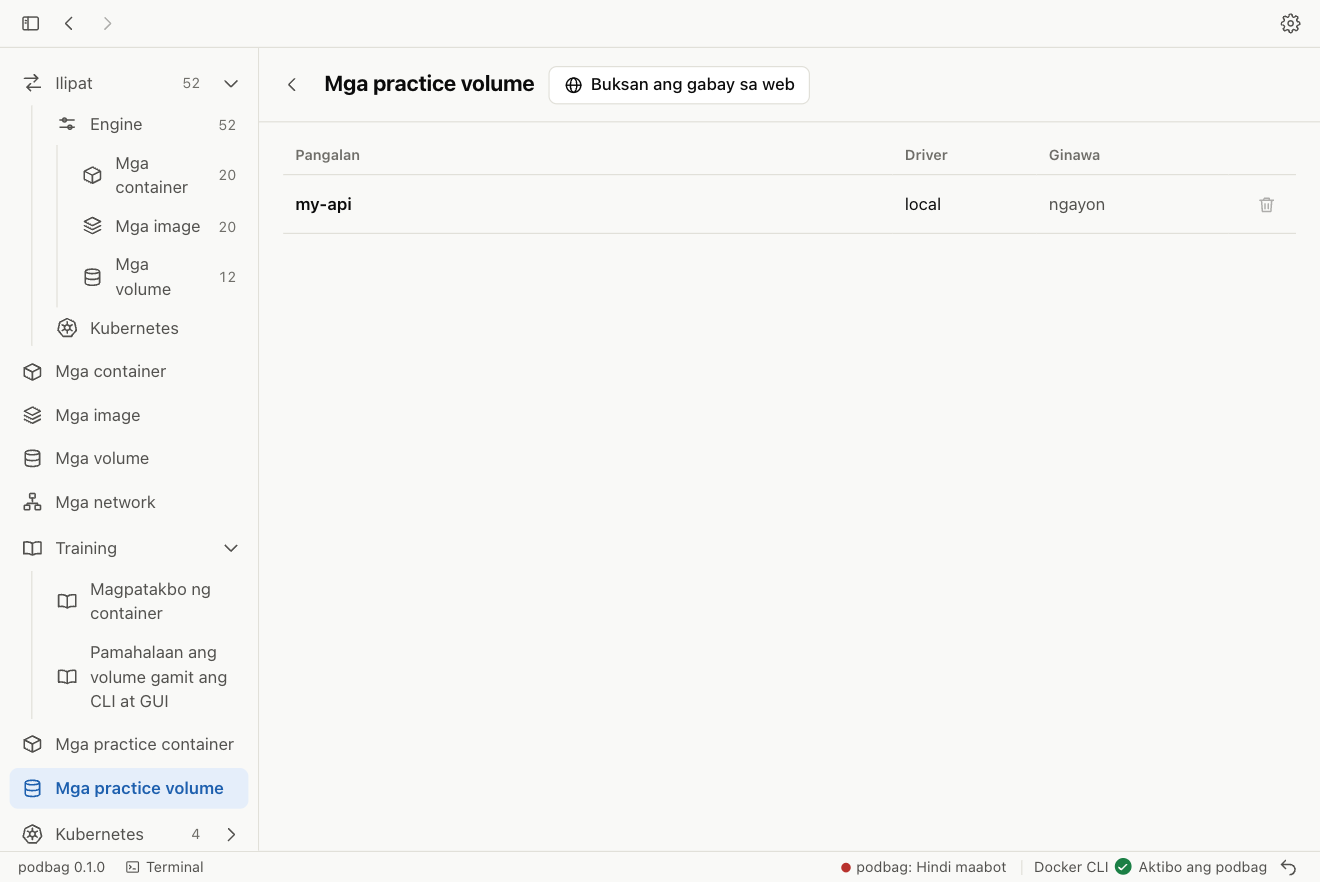 Ilipat 52
Engine 52
Mga
container 20
Mga image 20
Mga
volume 12
Kubernetes
Mga container
Mga image
Mga volume
Mga network
Training
Magpatakbo ng
container
Pamahalaan ang
volume gamit ang
CLI at GUI
Mga practice container
Mga practice volume
Kubernetes 4
Mga practice volume
Buksan ang gabay sa web
Pangalan Driver Ginawa
my-api local ngayon
podbag 0.1.0 Terminal podbag: Hindi maabot Docker CLI Aktibo ang podbag